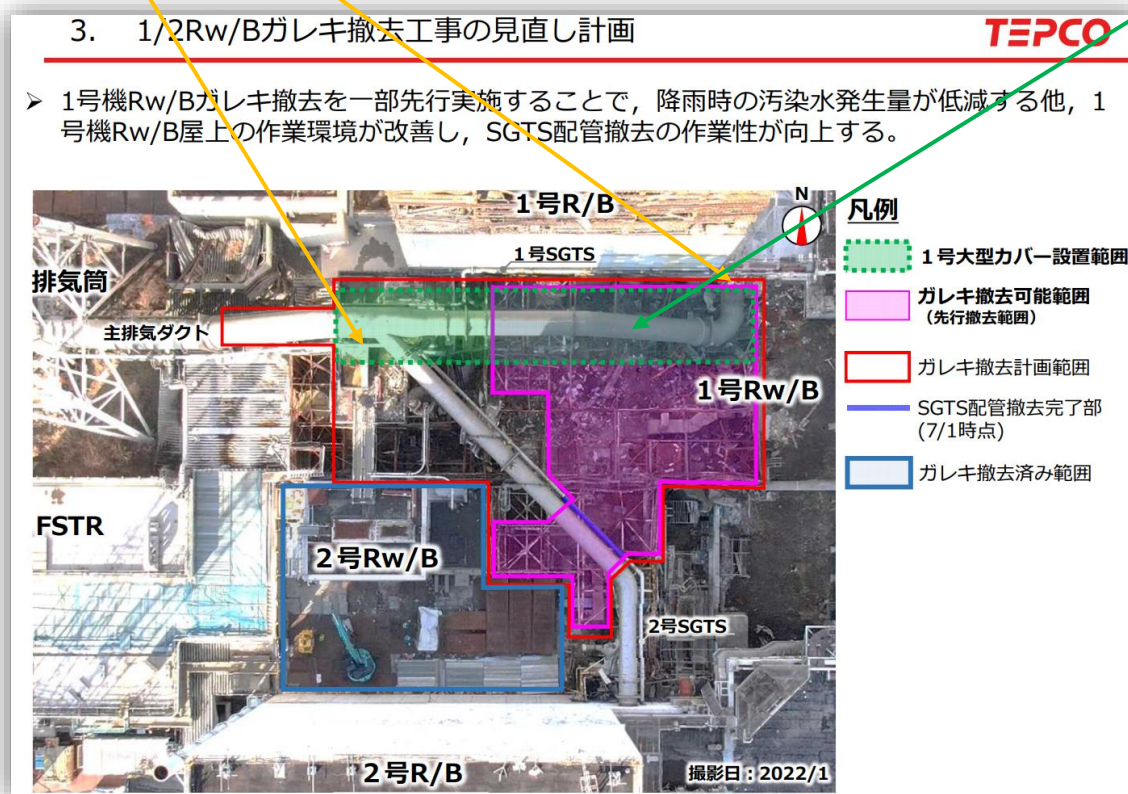 3. 1/2Rw/Bガレキ撤去工事の見直し計画
TEPCO
➢ 1号機Rw/Bガレキ撤去を一部先行実施することで，降雨時の汚染水発生量が低減する他，1
号機Rw/B屋上の作業環境が改善し，SGTS配管撤去の作業性が向上する。
1号R/B
N
凡例
1号SGTS
1号大型カバー設置範囲
排気筒
ガレキ撤去可能範囲
（先行撤去範囲）
主排気ダクト
ガレキ撤去計画範囲
1号Rw/B
SGTS配管撤去完了部
(7/1時点)
ガレキ撤去済み範囲
FSTR
2号Rw/B
2号SGTS
2号R/B
撮影日：2022/1